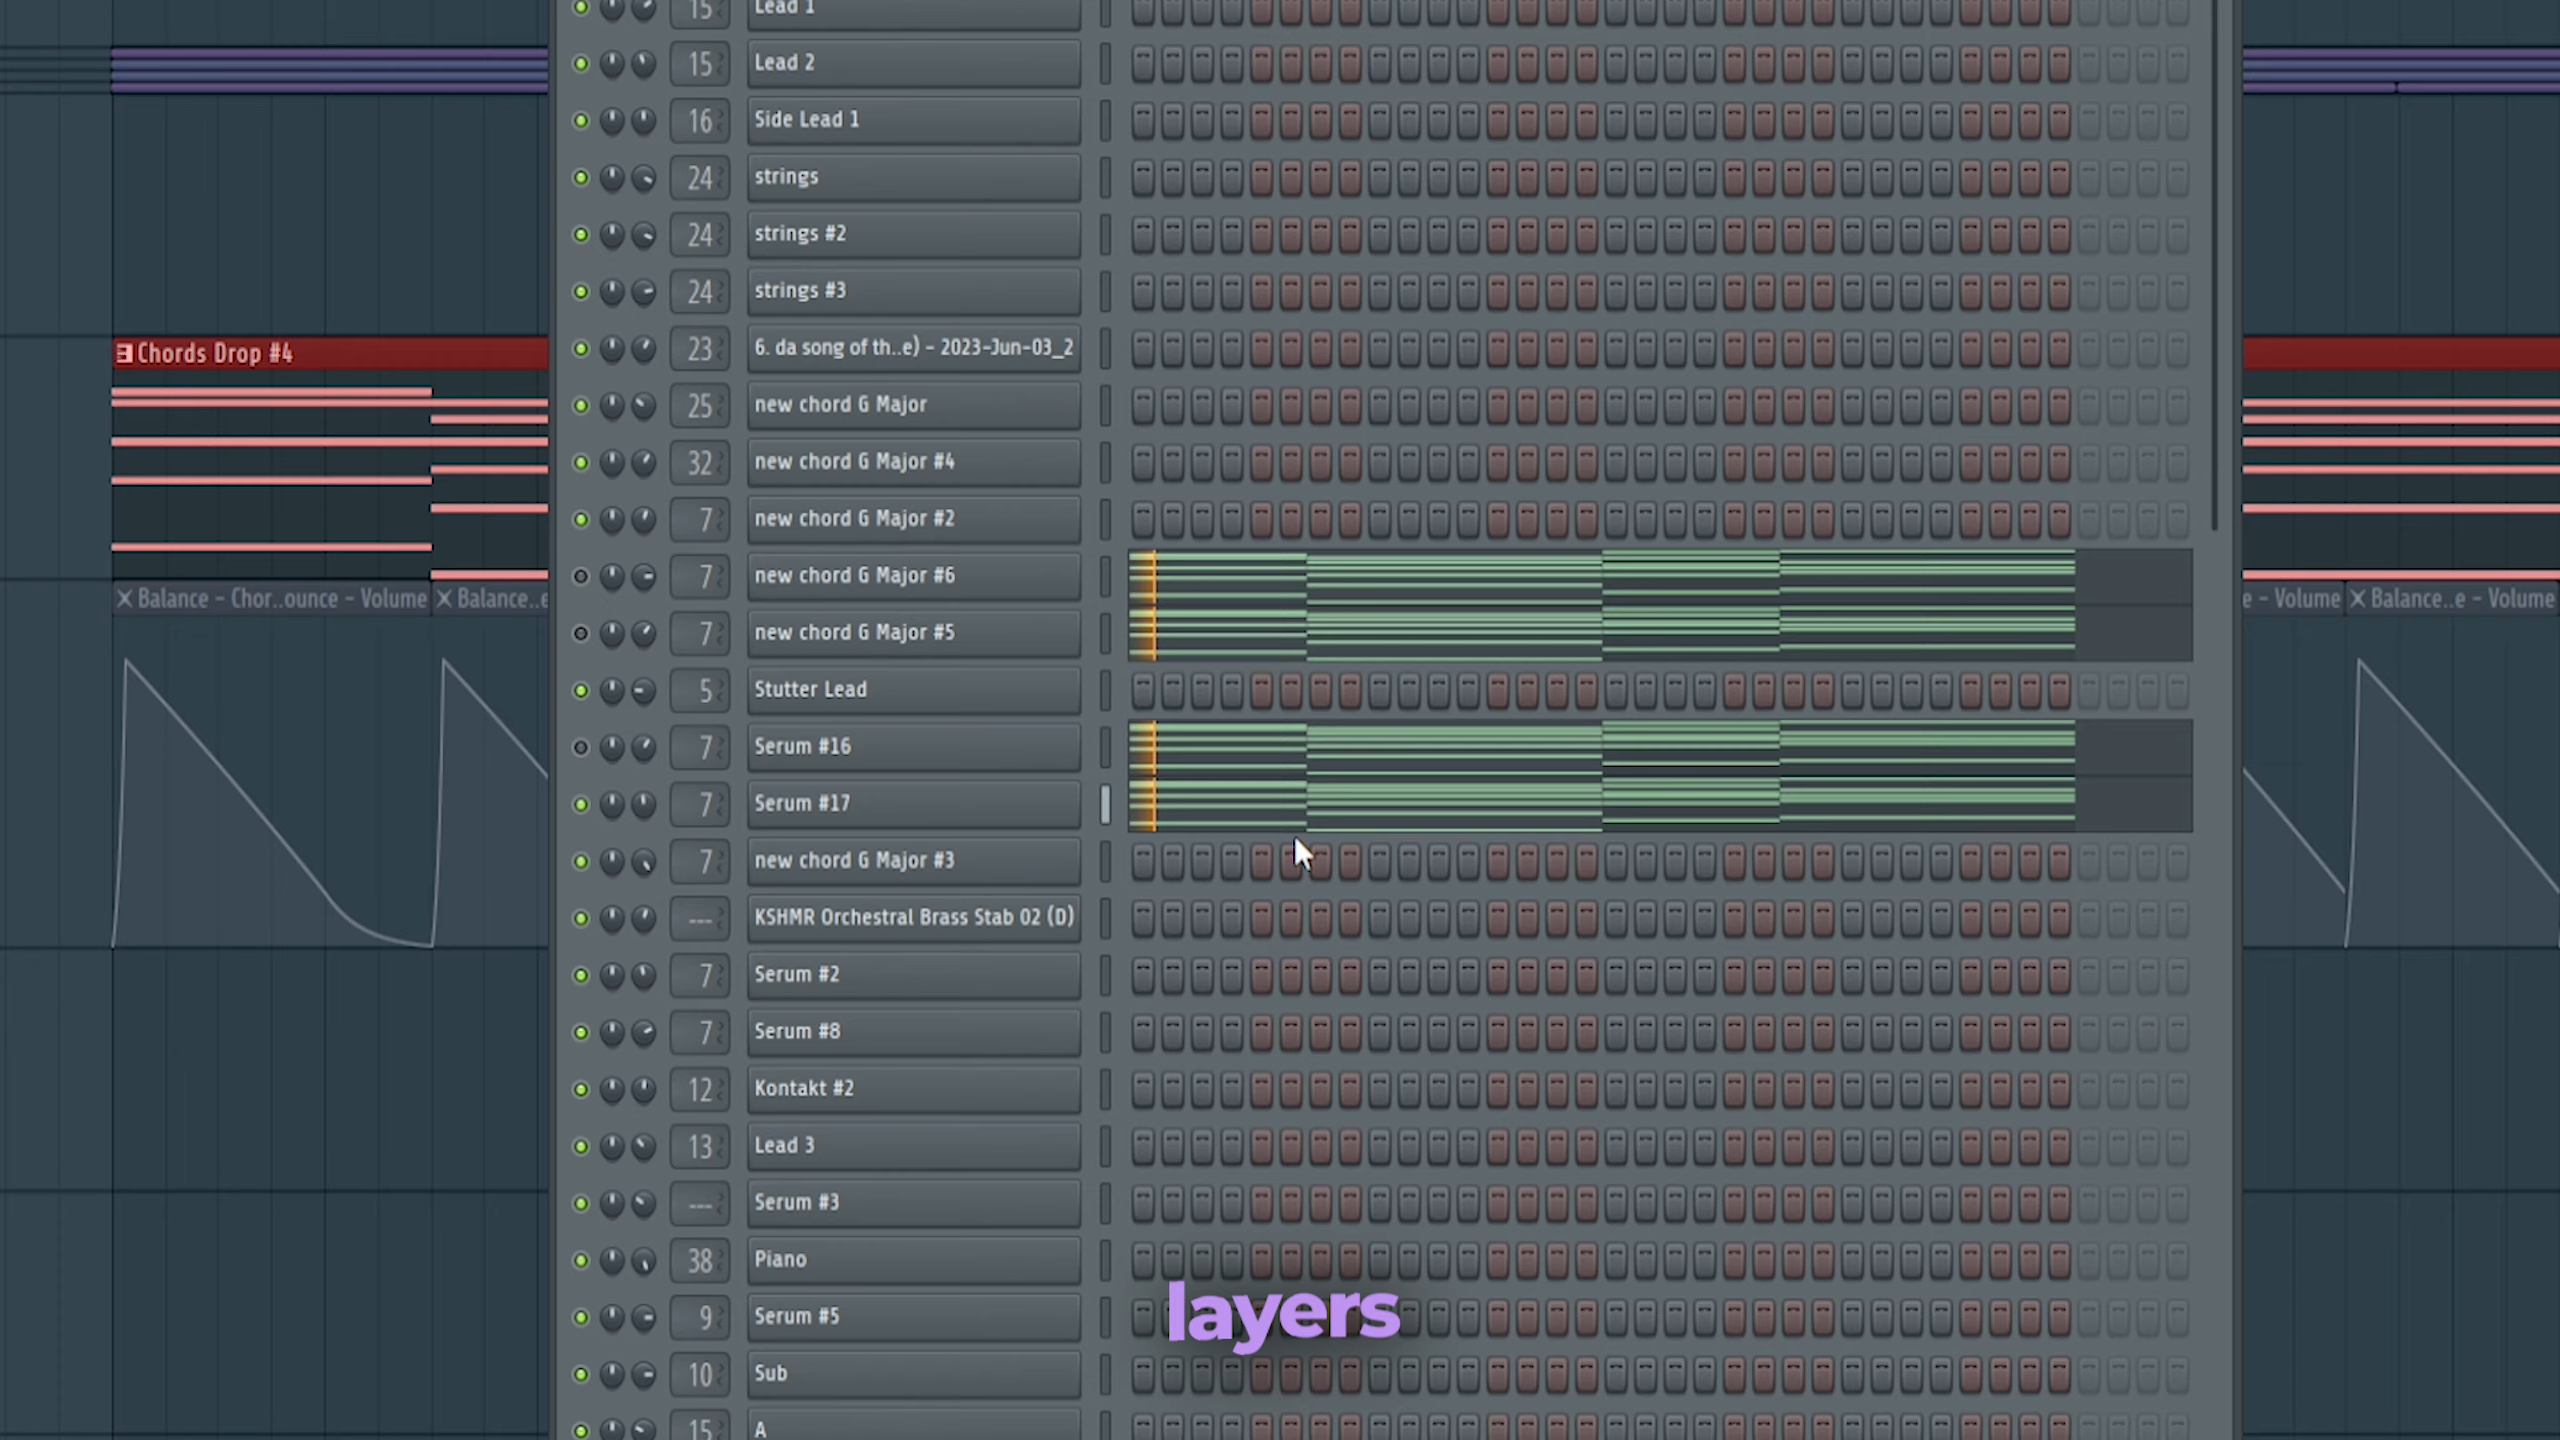 15 Lead 1
15 Lead 2
16 Side Lead 1
24 strings
24 strings #2
24 strings #3
Chords Drop #4
23 6. da song of th..e) - 2023-Jun-03_2
25 new chord G Major
32 new chord G Major #4
7 new chord G Major #2
Balance - Chor..ounce - Volume
Balance..e
7 new chord G Major #6
e - Volume
Balance..e - Volume
7 new chord G Major #5
5 Stutter Lead
7 Serum #16
7 Serum #17
7 new chord G Major #3
--- KSHMR Orchestral Brass Stab 02 (D)
7 Serum #2
7 Serum #8
12 Kontakt #2
13 Lead 3
--- Serum #3
38 Piano
9 Serum #5
layers
10 Sub
15 A